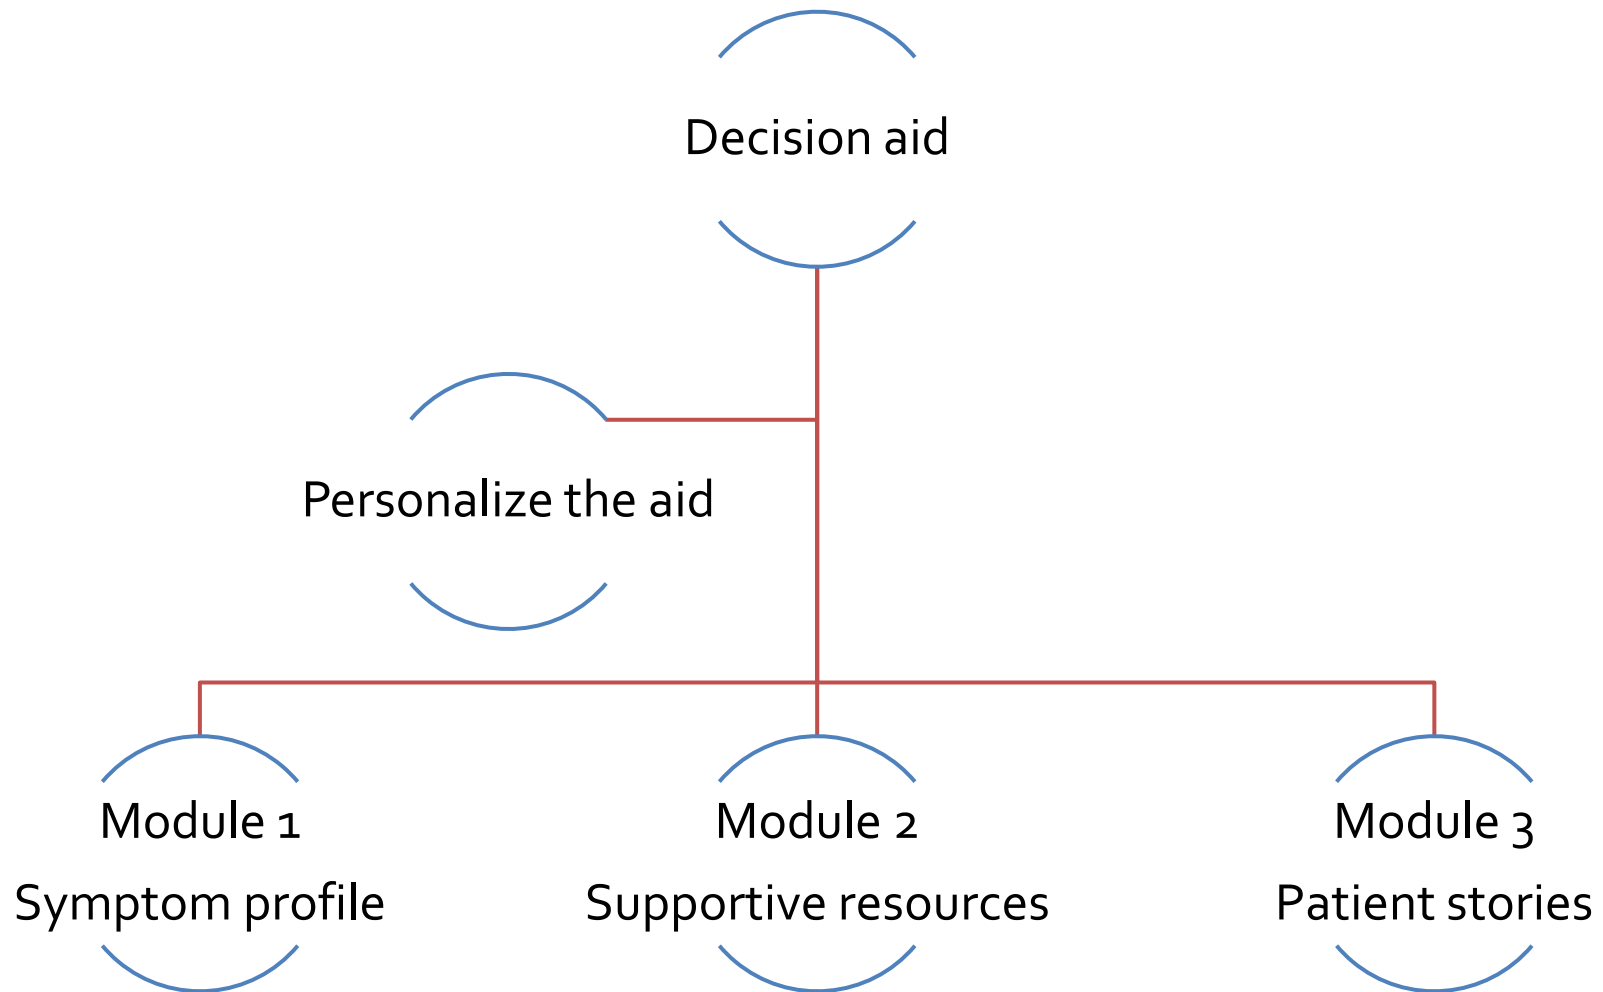 Decision aid
Personalize the aid
Module 1
Symptom profile
Module 2
Supportive resources
Module 3
Patient stories